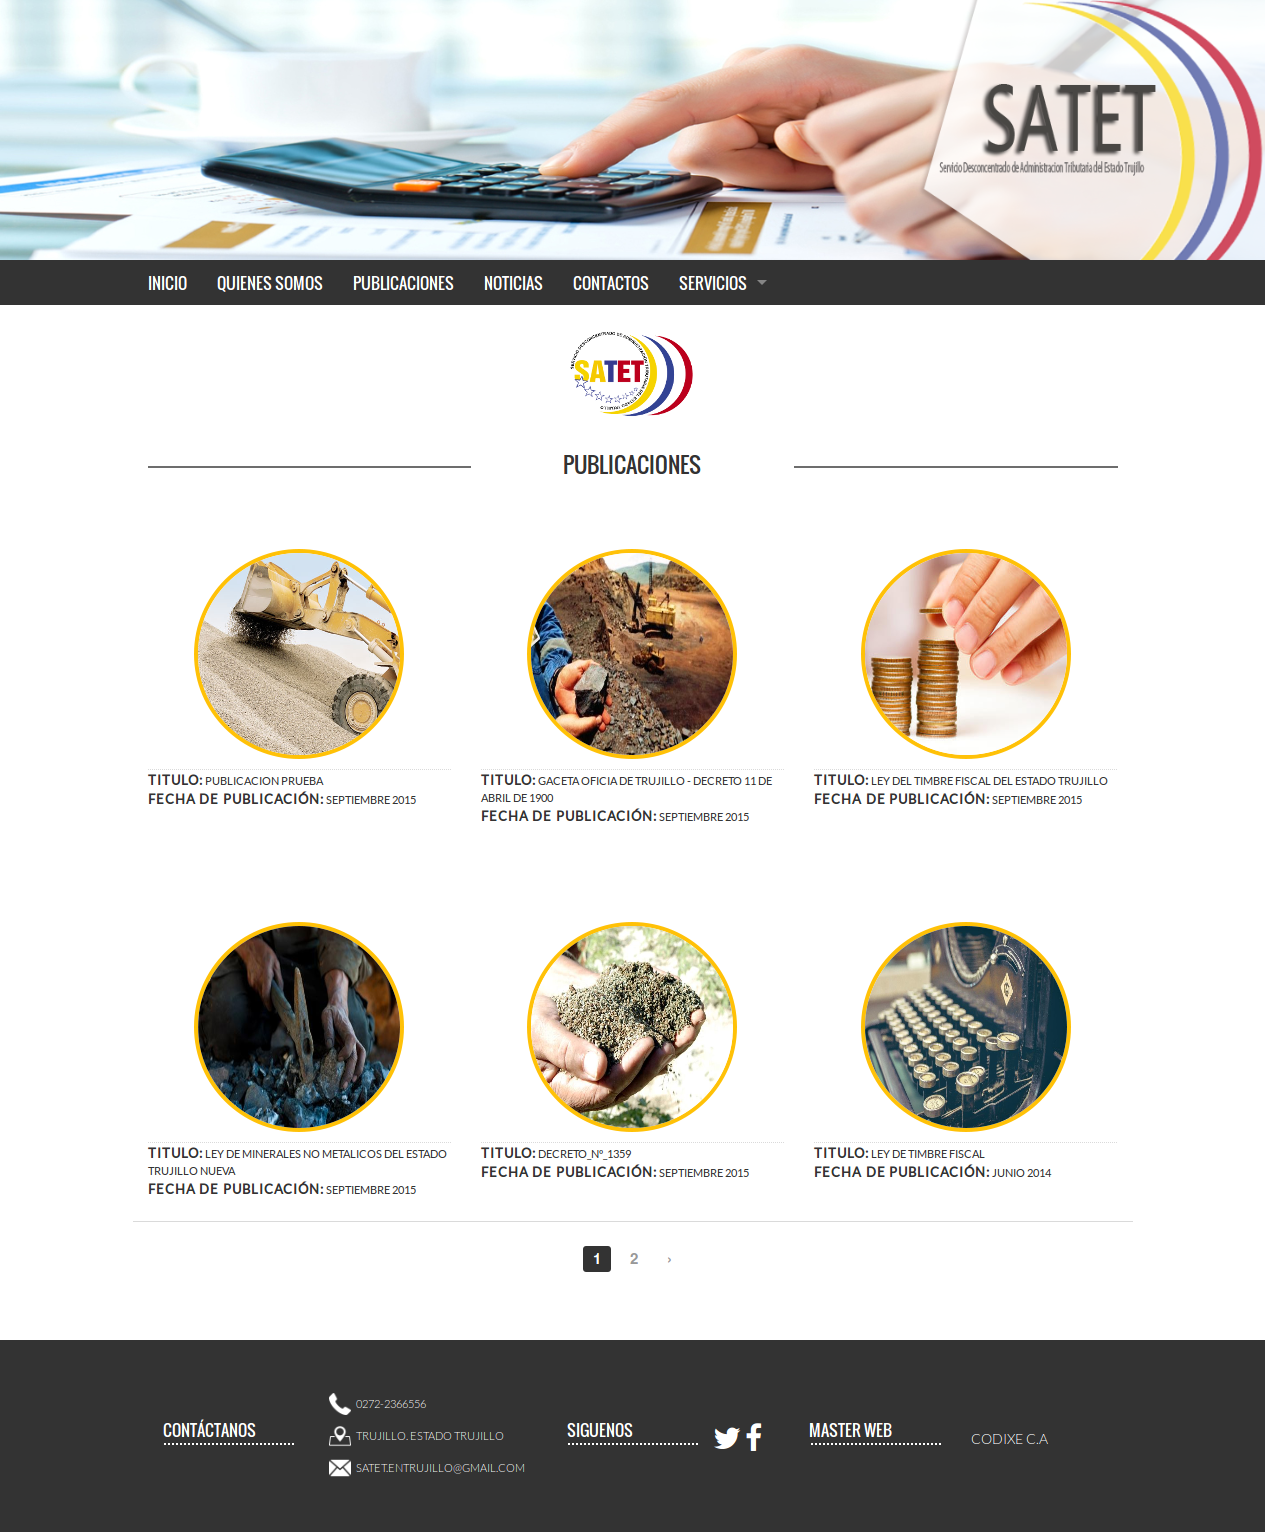 SATET
Servicio Desconcentrado de Administracion Tributaria del Estado Trujillo
INICIO QUIENES SOMOS PUBLICACIONES NOTICIAS CONTACTOS SERVICIOS
SATET
PUBLICACIONES
TITULO: PUBLICACION PRUEBA
FECHA DE PUBLICACIÓN: SEPTIEMBRE 2015
TITULO: GACETA OFICIA DE TRUJILLO - DECRETO 11 DE
ABRIL DE 1900
FECHA DE PUBLICACIÓN: SEPTIEMBRE 2015
TITULO: LEY DEL TIMBRE FISCAL DEL ESTADO TRUJILLO
FECHA DE PUBLICACIÓN: SEPTIEMBRE 2015
TITULO: LEY DE MINERALES NO METALICOS DEL ESTADO
TRUJILLO NUEVA
FECHA DE PUBLICACIÓN: SEPTIEMBRE 2015
TITULO: DECRETO_Nº_1359
FECHA DE PUBLICACIÓN: SEPTIEMBRE 2015
TITULO: LEY DE TIMBRE FISCAL
FECHA DE PUBLICACIÓN: JUNIO 2014
1 2 ›
CONTÁCTANOS
0272-2366556
TRUJILLO. ESTADO TRUJILLO
SATET.ENTRUJILLO@GMAIL.COM
SIGUENOS
MASTER WEB
CODIXE C.A